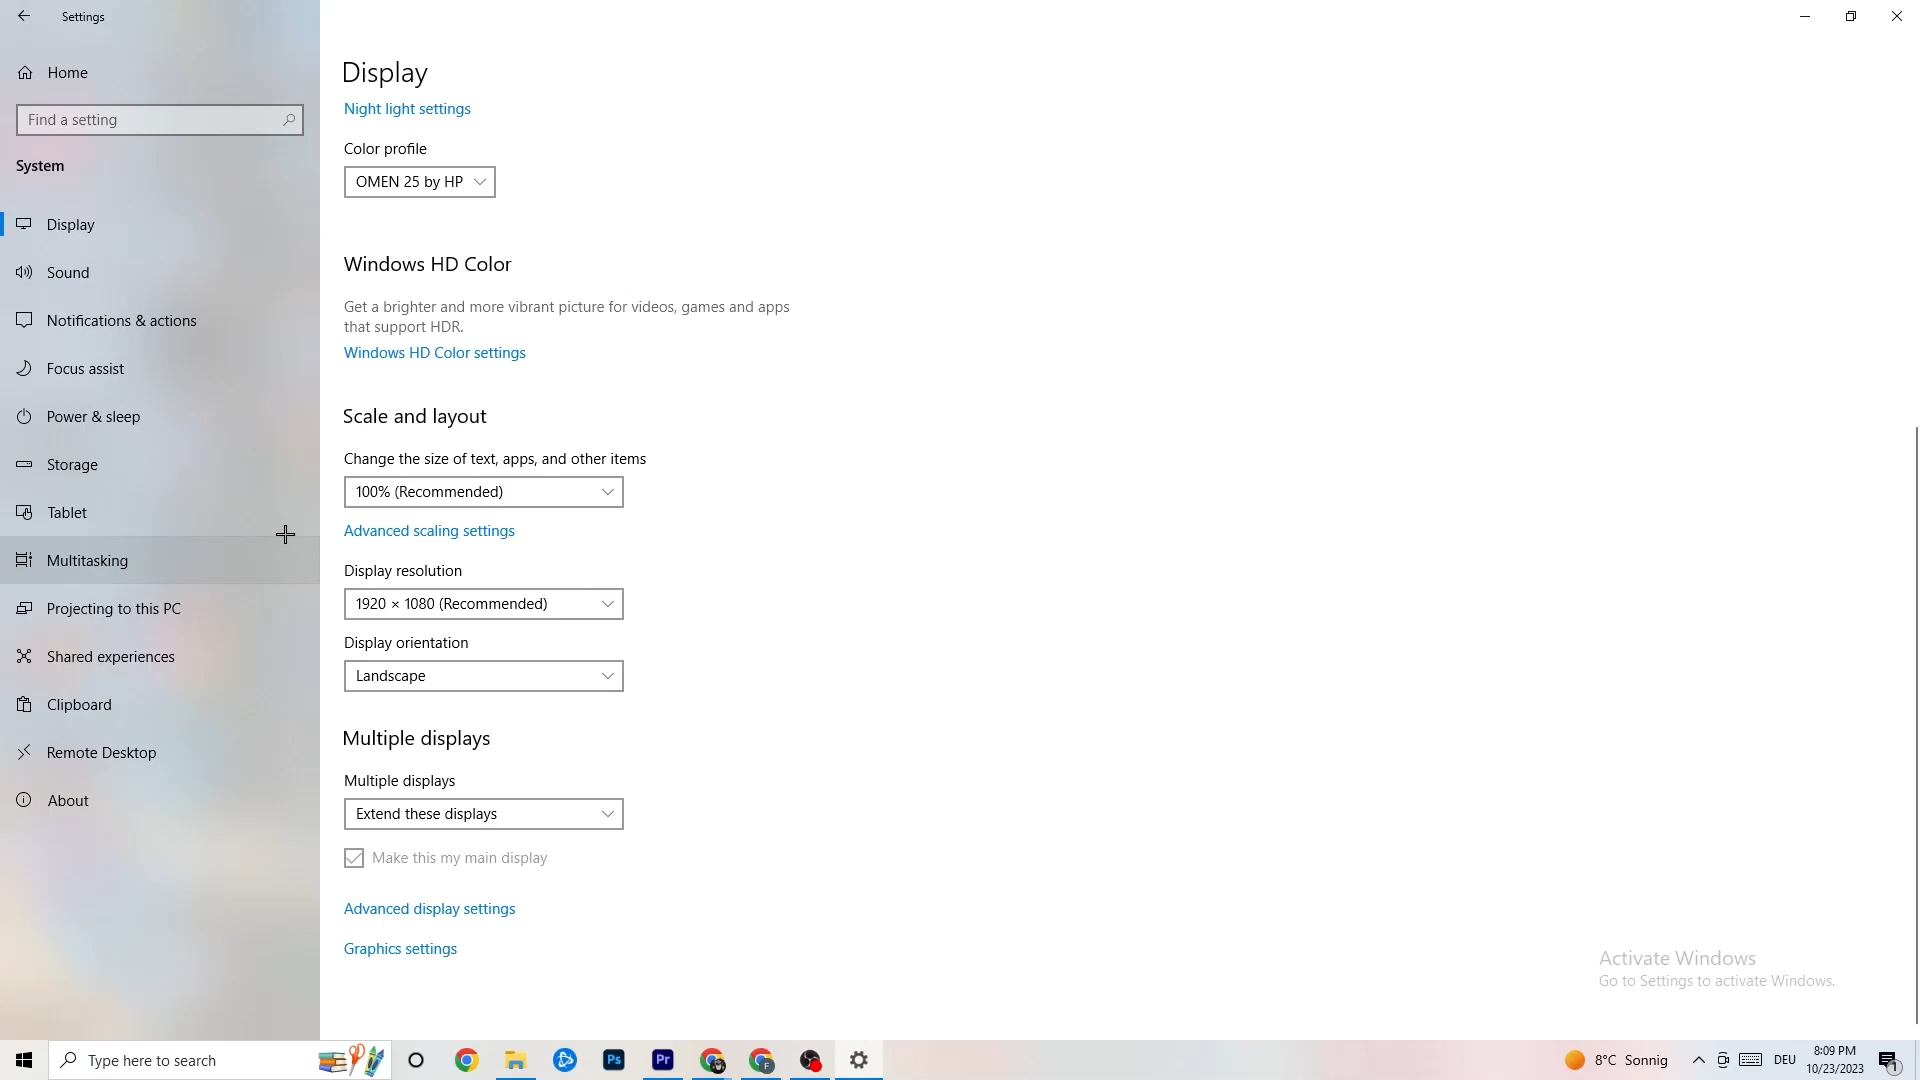 Settings
Home
Find a setting
System
Display
Sound
Notifications & actions
Focus assist
Power & sleep
Storage
Tablet
Multitasking
Projecting to this PC
Shared experiences
Clipboard
Remote Desktop
About
Display
Night light settings
Color profile
OMEN 25 by HP
Windows HD Color
Get a brighter and more vibrant picture for videos, games and apps
that support HDR.
Windows HD Color settings
Scale and layout
Change the size of text, apps, and other items
100% (Recommended)
Advanced scaling settings
Display resolution
1920 × 1080 (Recommended)
Display orientation
Landscape
Multiple displays
Multiple displays
Extend these displays
Make this my main display
Advanced display settings
Graphics settings
Activate Windows
Go to Settings to activate Windows.
Type here to search
Ps
Pr
F
8°C Sonnig
DEU
8:09 PM
10/23/2023
1